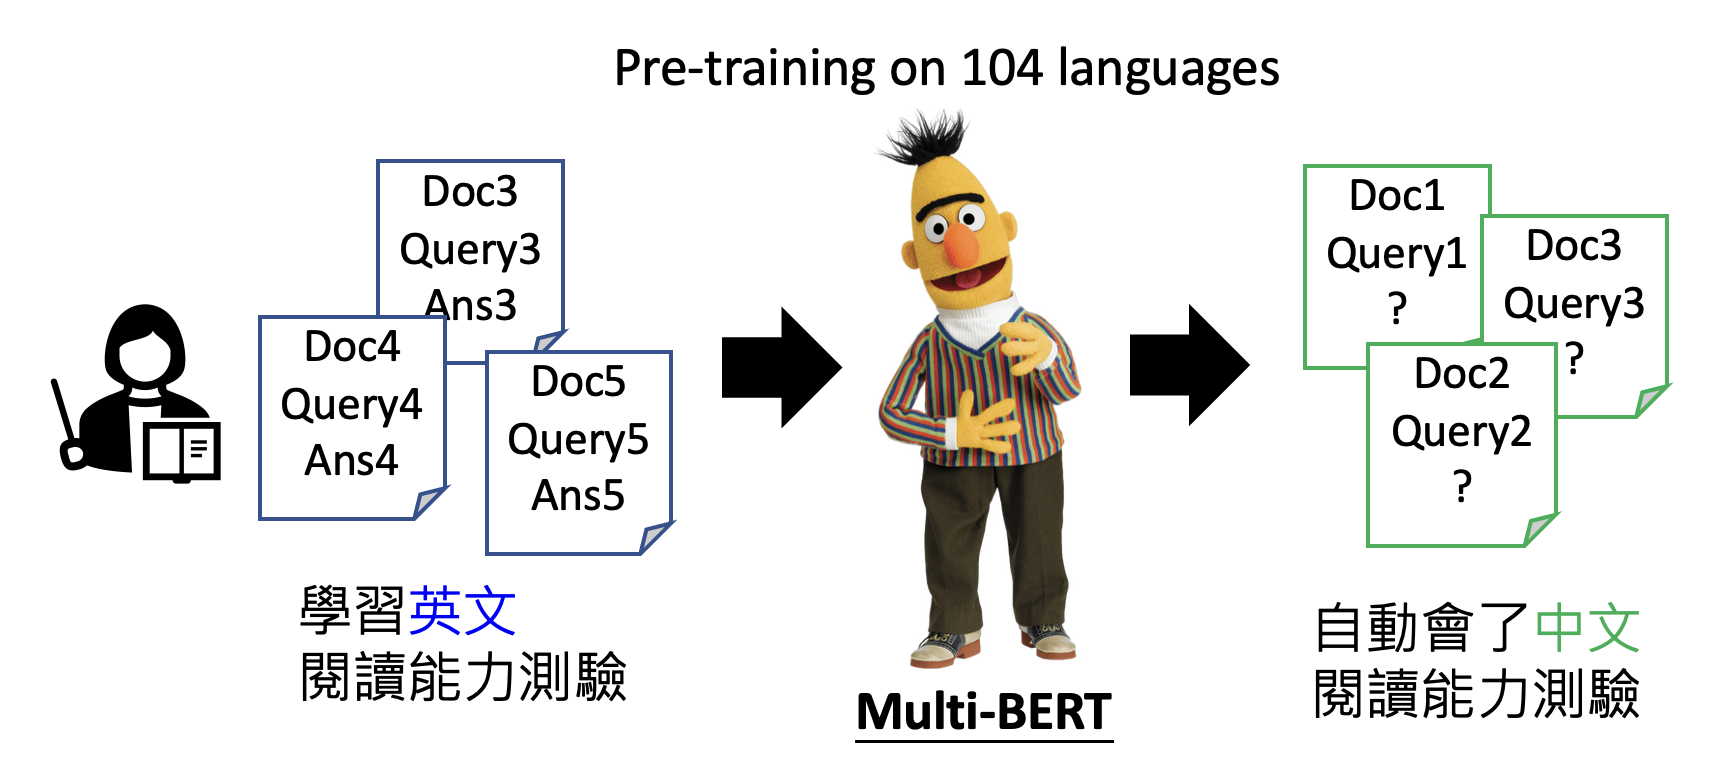 Pre-training on 104 languages
Doc3
Query3
Ans3
Doc4
Query4
Ans4
Doc5
Query5
Ans5
學習英文
閱讀能力測驗
Multi-BERT
Doc1
Query1
?
Doc3
Query3
?
Doc2
Query2
?
自動會了中文
閱讀能力測驗